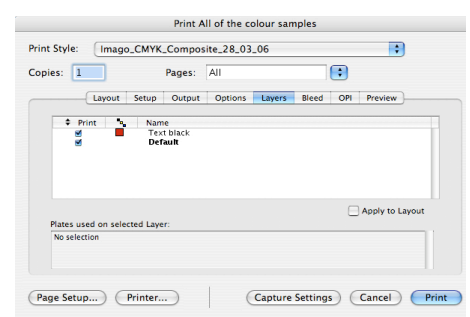 Print All of the colour samples
Print Style: Imago_CMYK_Composite_28_03_06
Copies: 1 Pages: All
Layout Setup Output Options Layers Bleed OPI Preview
Print Name
Text black
Default
Apply to Layout
Plates used on selected Layer:
No selection
Page Setup... Printer... Capture Settings Cancel Print